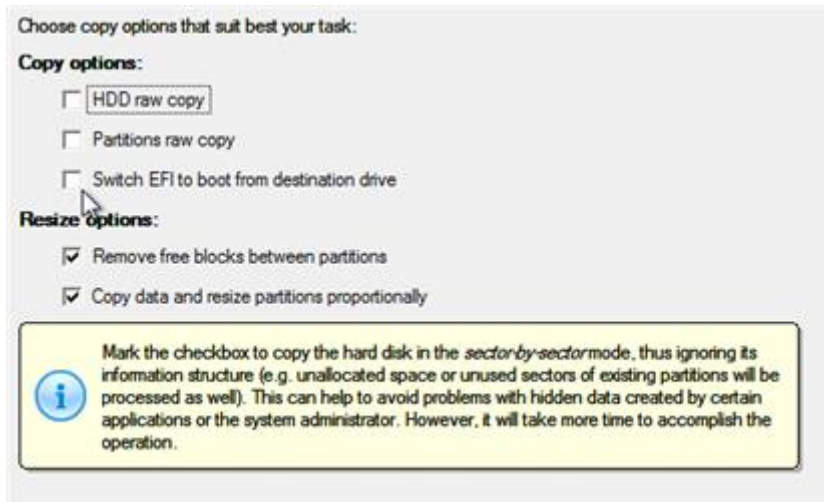 Choose copy options that suit best your task:
Copy options:
HDD raw copy
Partitions raw copy
Switch EFI to boot from destination drive
Resize options:
Remove free blocks between partitions
Copy data and resize partitions proportionally
Mark the checkbox to copy the hard disk in the sector-by-sector mode, thus ignoring its
information structure (e.g. unallocated space or unused sectors of existing partitions will be
processed as well). This can help to avoid problems with hidden data created by certain
applications or the system administrator. However, it will take more time to accomplish the
operation.